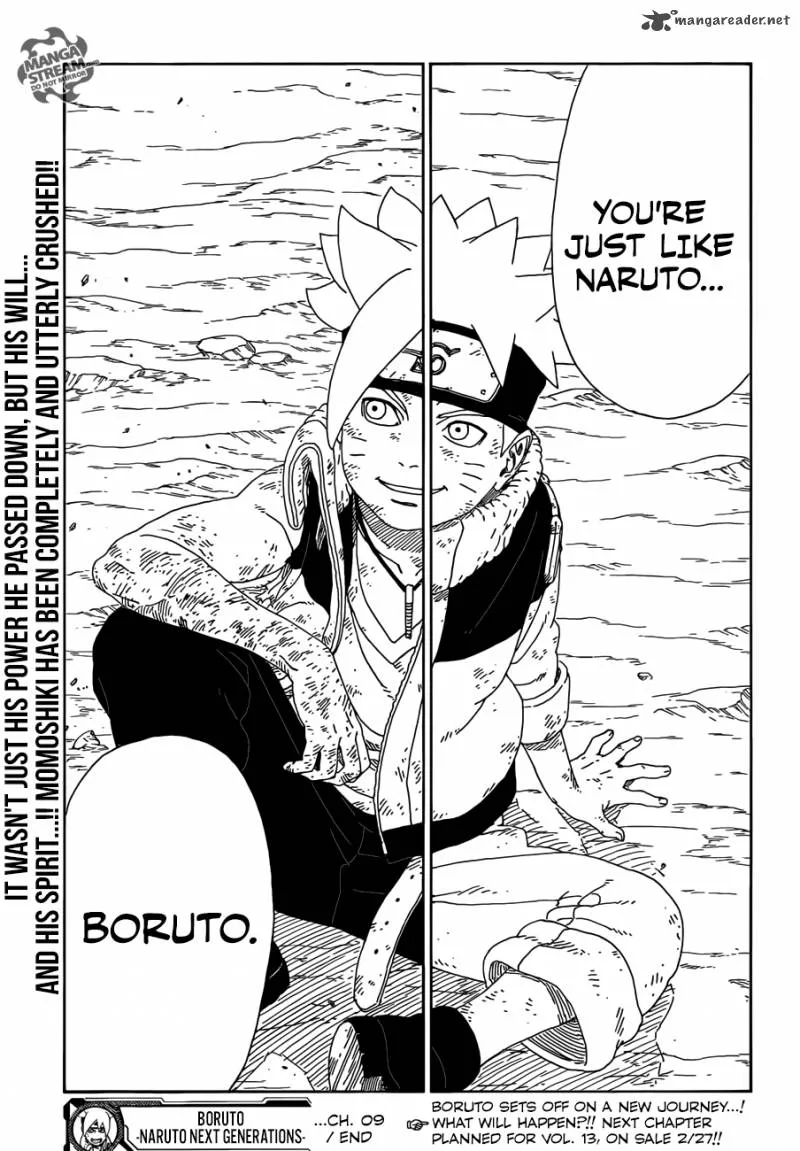 mangareader.net
MANGA
STREAM.COM
DO NOT MIRROR
YOU'RE
JUST LIKE
NARUTO...
IT WASN'T JUST HIS POWER HE PASSED DOWN, BUT HIS WILL...
AND HIS SPIRIT...!! MOMOSHIKI HAS BEEN COMPLETELY AND UTTERLY CRUSHED!!
BORUTO.
BORUTO
-NARUTO NEXT GENERATIONS-
...CH. 09
/ END
BORUTO SETS OFF ON A NEW JOURNEY...!
☞ WHAT WILL HAPPEN?!! NEXT CHAPTER
PLANNED FOR VOL. 13, ON SALE 2/27!!